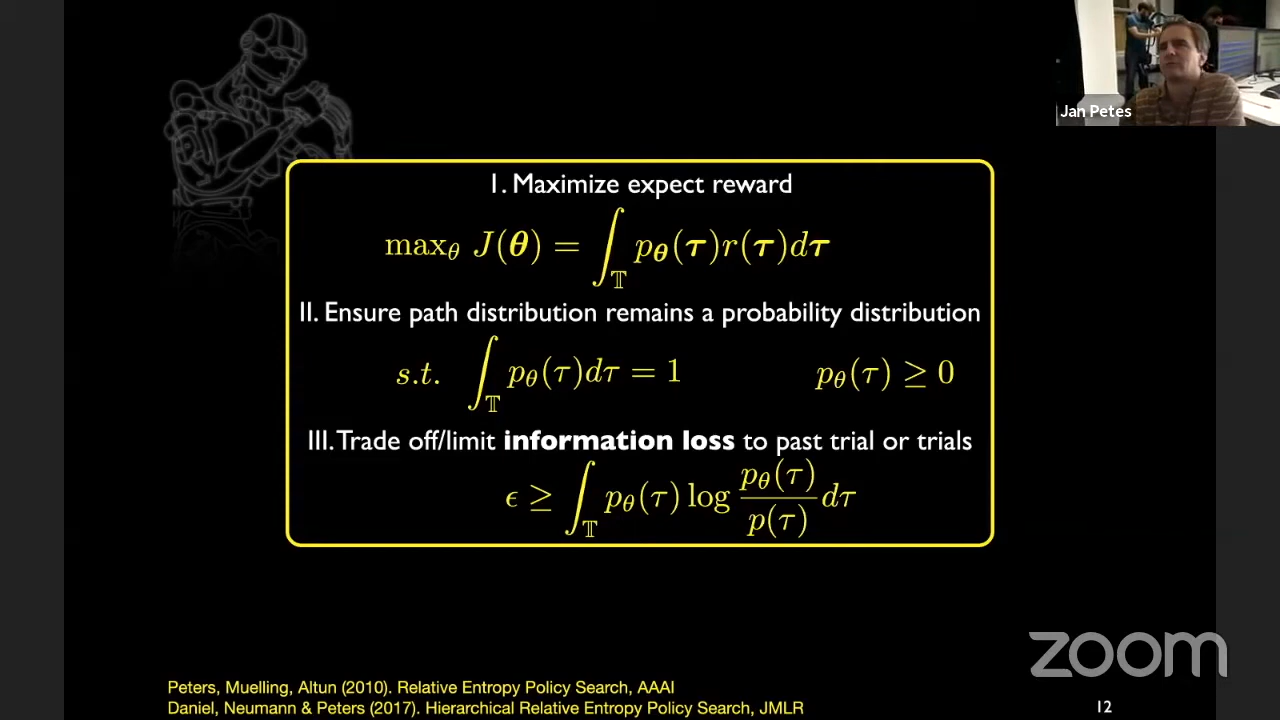 Jan Petes
I. Maximize expect reward
max_θ J(θ) = ∫_𝕋 p_θ(τ)r(τ)dτ
II. Ensure path distribution remains a probability distribution
s.t. ∫_𝕋 p_θ(τ)dτ = 1 p_θ(τ) ≥ 0
III. Trade off/limit information loss to past trial or trials
ϵ ≥ ∫_𝕋 p_θ(τ) log p_θ(τ)/p(τ) dτ
zoom
Peters, Muelling, Altun (2010). Relative Entropy Policy Search, AAAI
Daniel, Neumann & Peters (2017). Hierarchical Relative Entropy Policy Search, JMLR
12